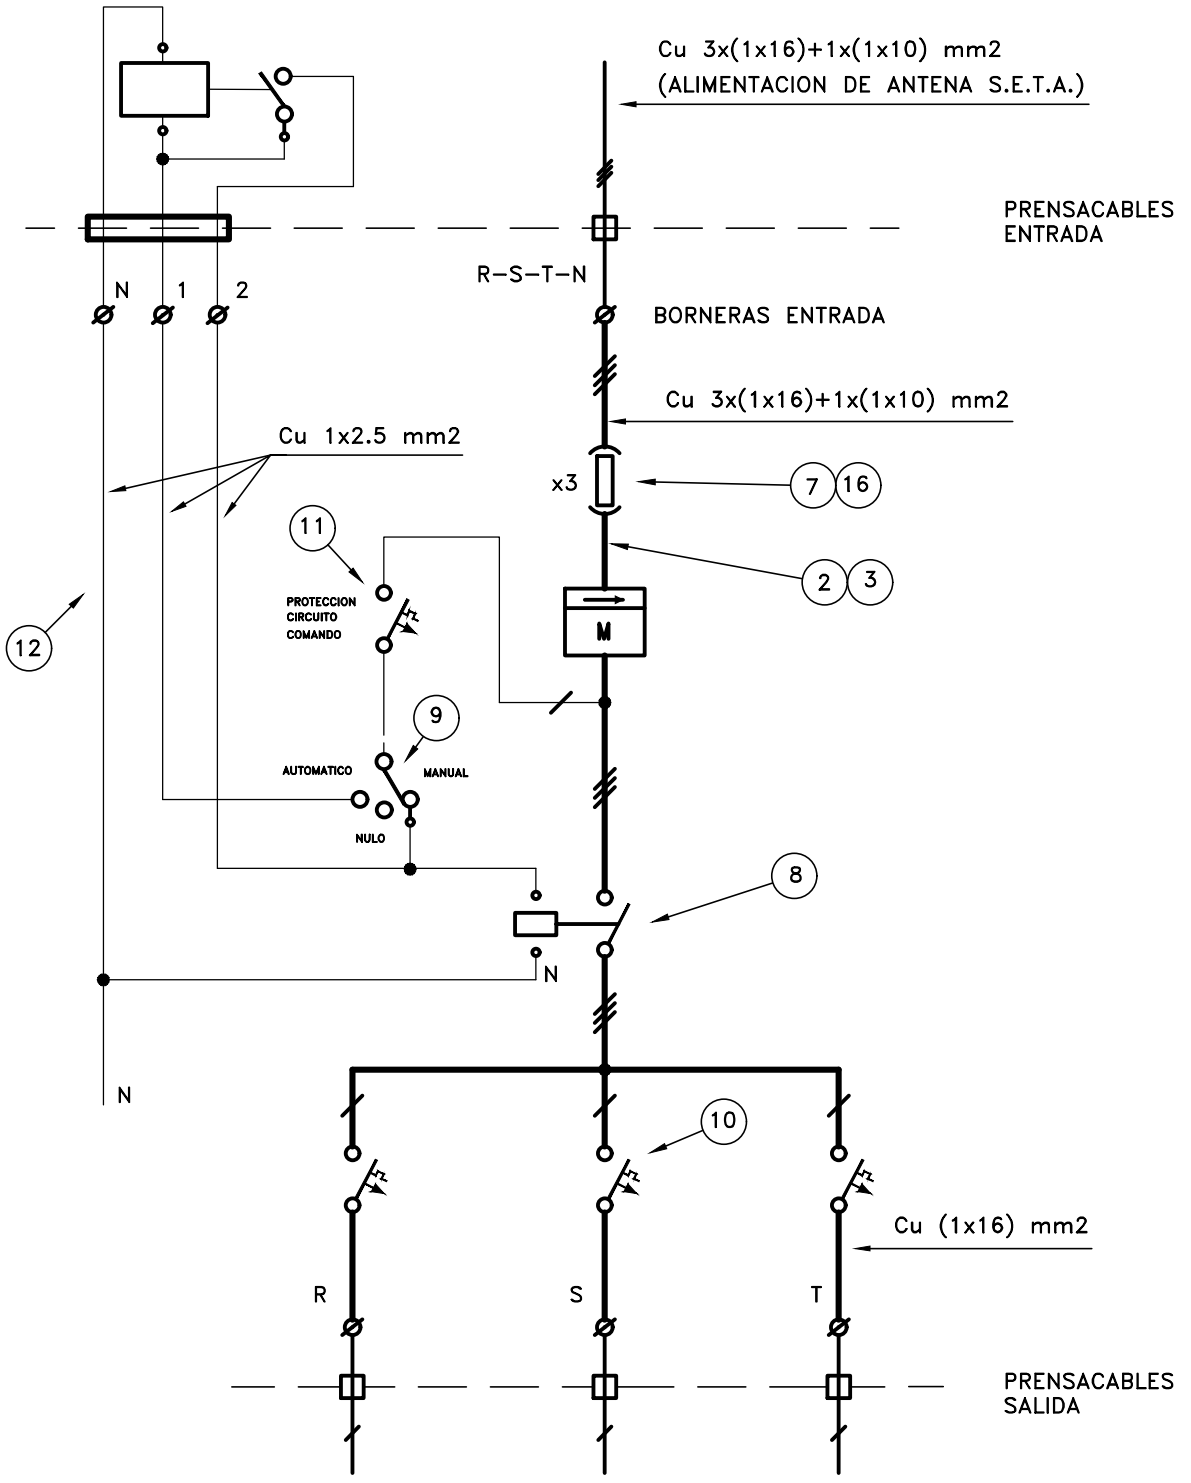 Cu 3x(1x16)+1x(1x10) mm2
(ALIMENTACION DE ANTENA S.E.T.A.)
PRENSACABLES
ENTRADA
R-S-T-N
N
1
2
BORNERAS ENTRADA
Cu 3x(1x16)+1x(1x10) mm2
Cu 1x2.5 mm2
x3
7
16
11
2
3
PROTECCION
CIRCUITO
COMANDO
M
12
9
AUTOMATICO
MANUAL
NULO
8
N
N
10
Cu (1x16) mm2
R
S
T
PRENSACABLES
SALIDA